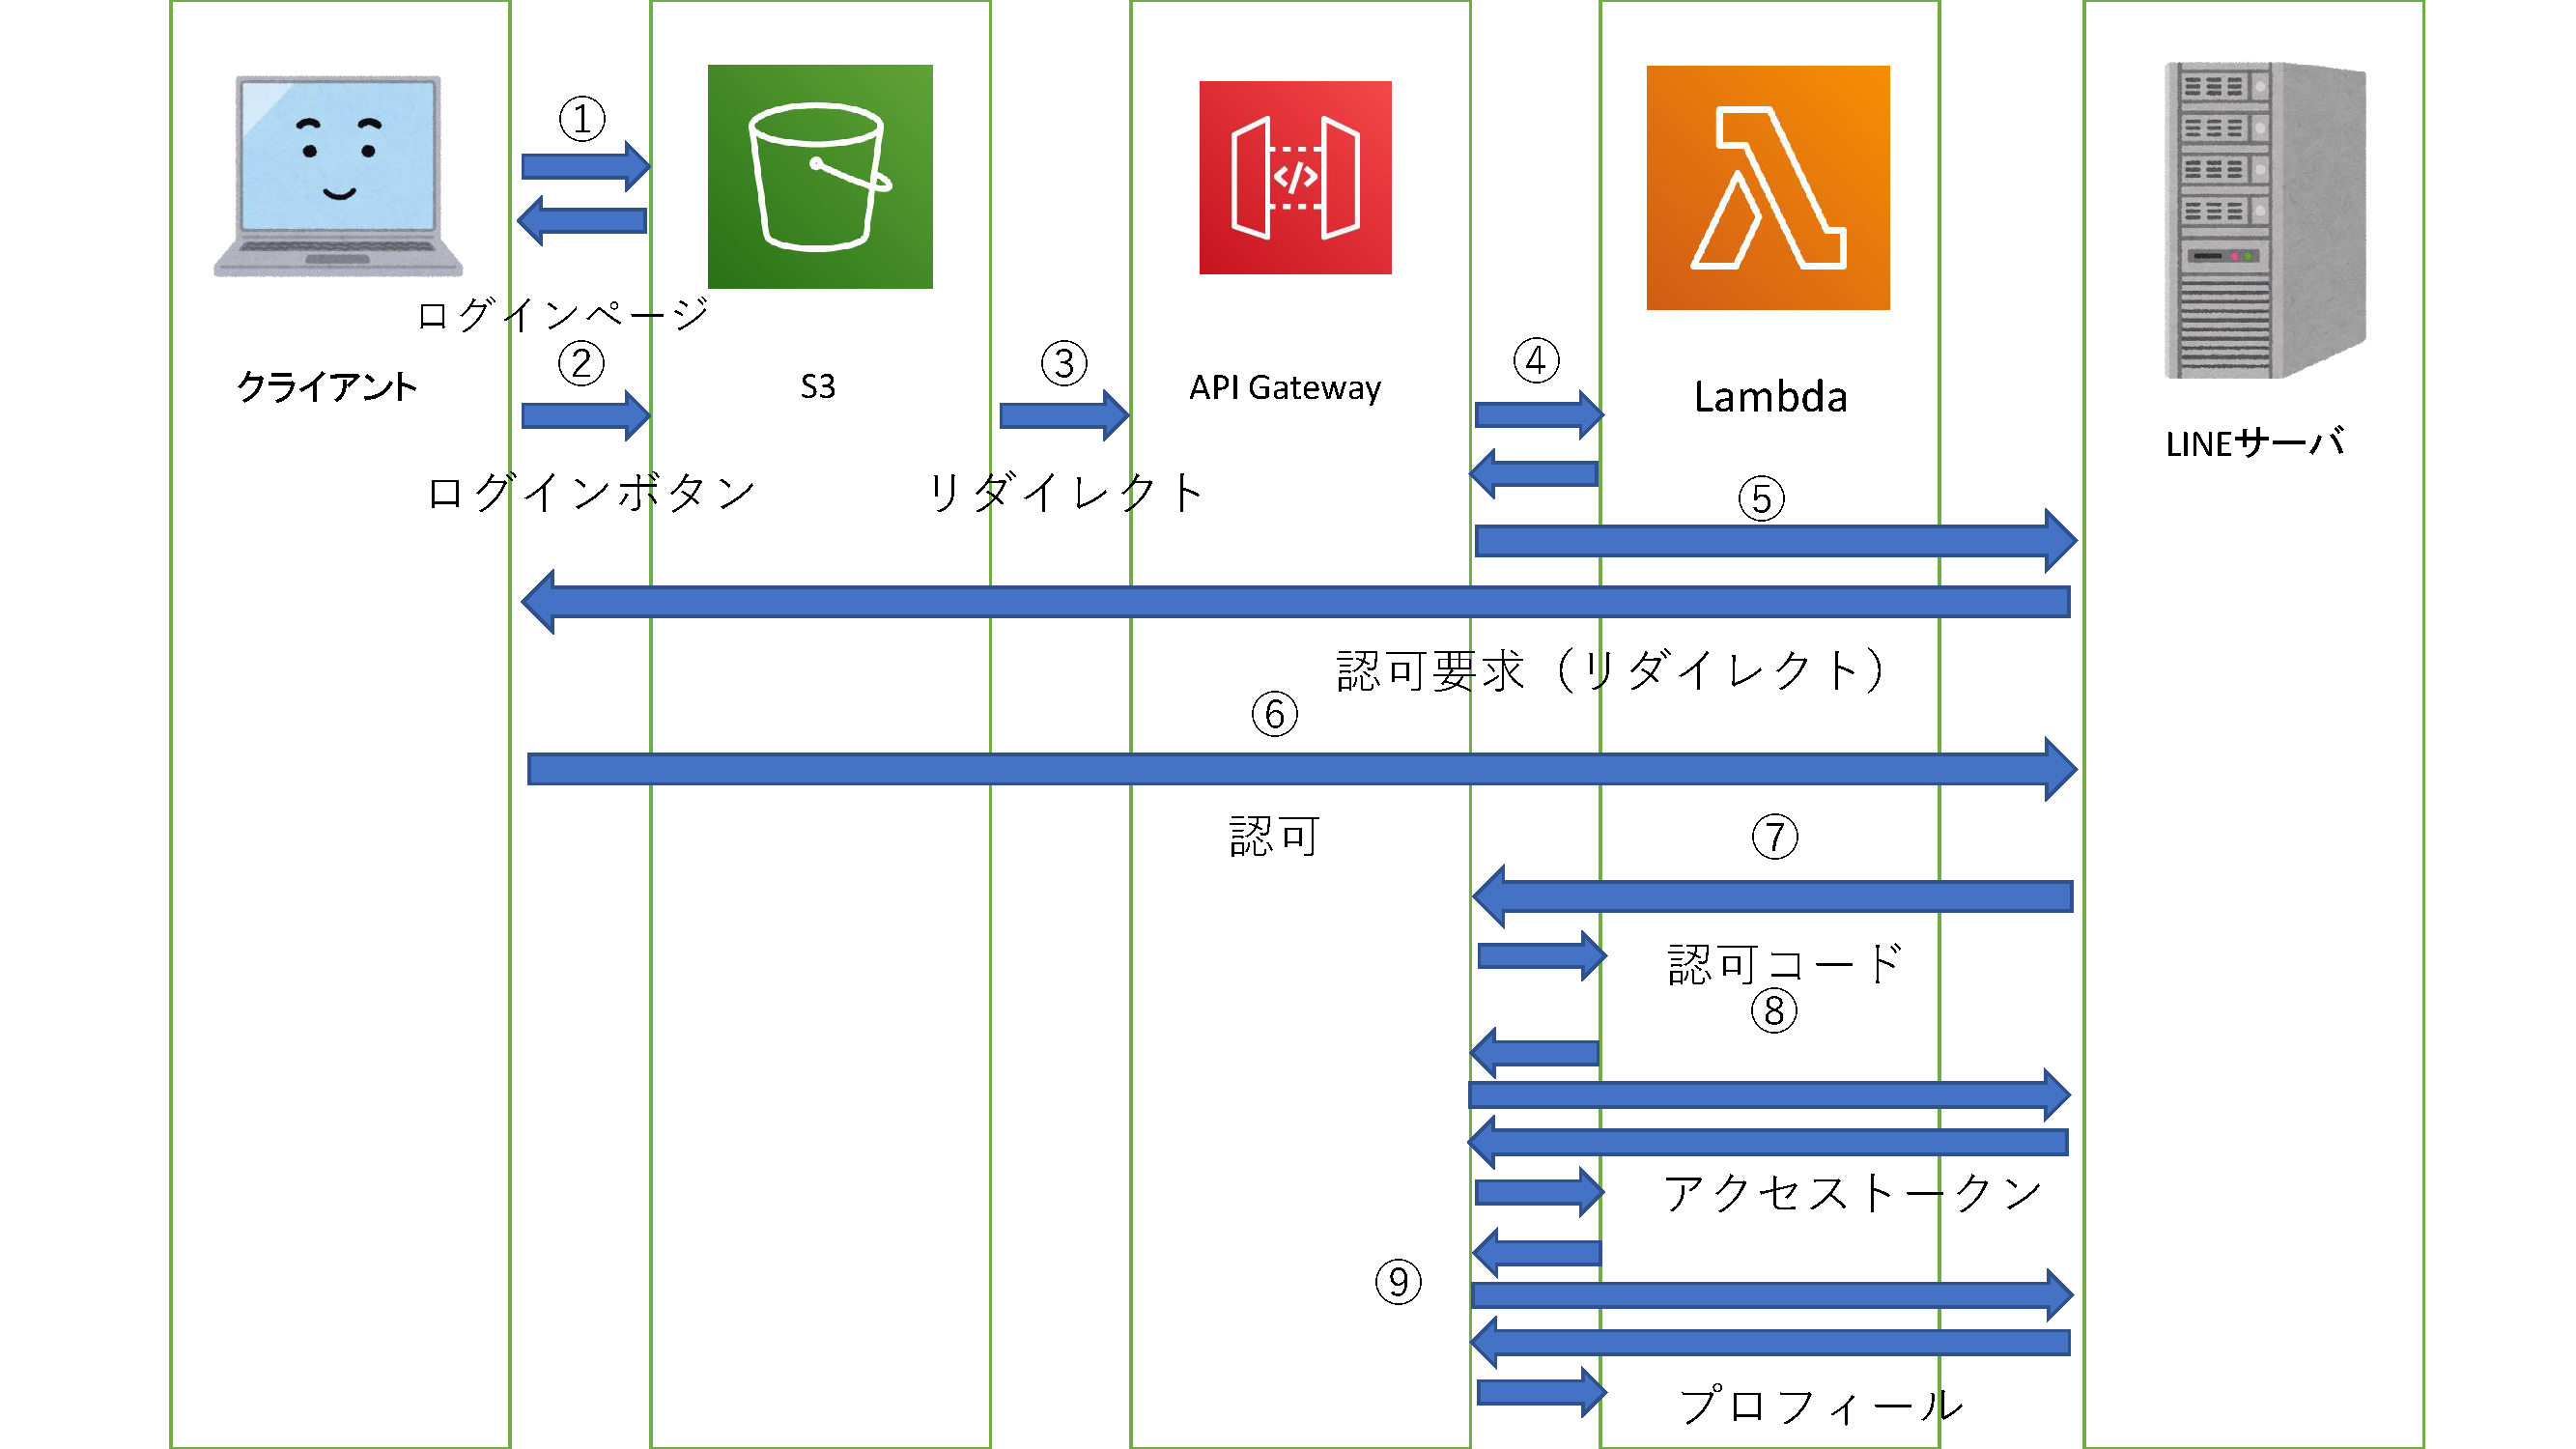 ①
ログインページ
②
③
④
クライアント
S3
API Gateway
Lambda
LINEサーバ
ログインボタン
リダイレクト
⑤
認可要求（リダイレクト）
⑥
認可
⑦
認可コード
⑧
アクセストークン
⑨
プロフィール